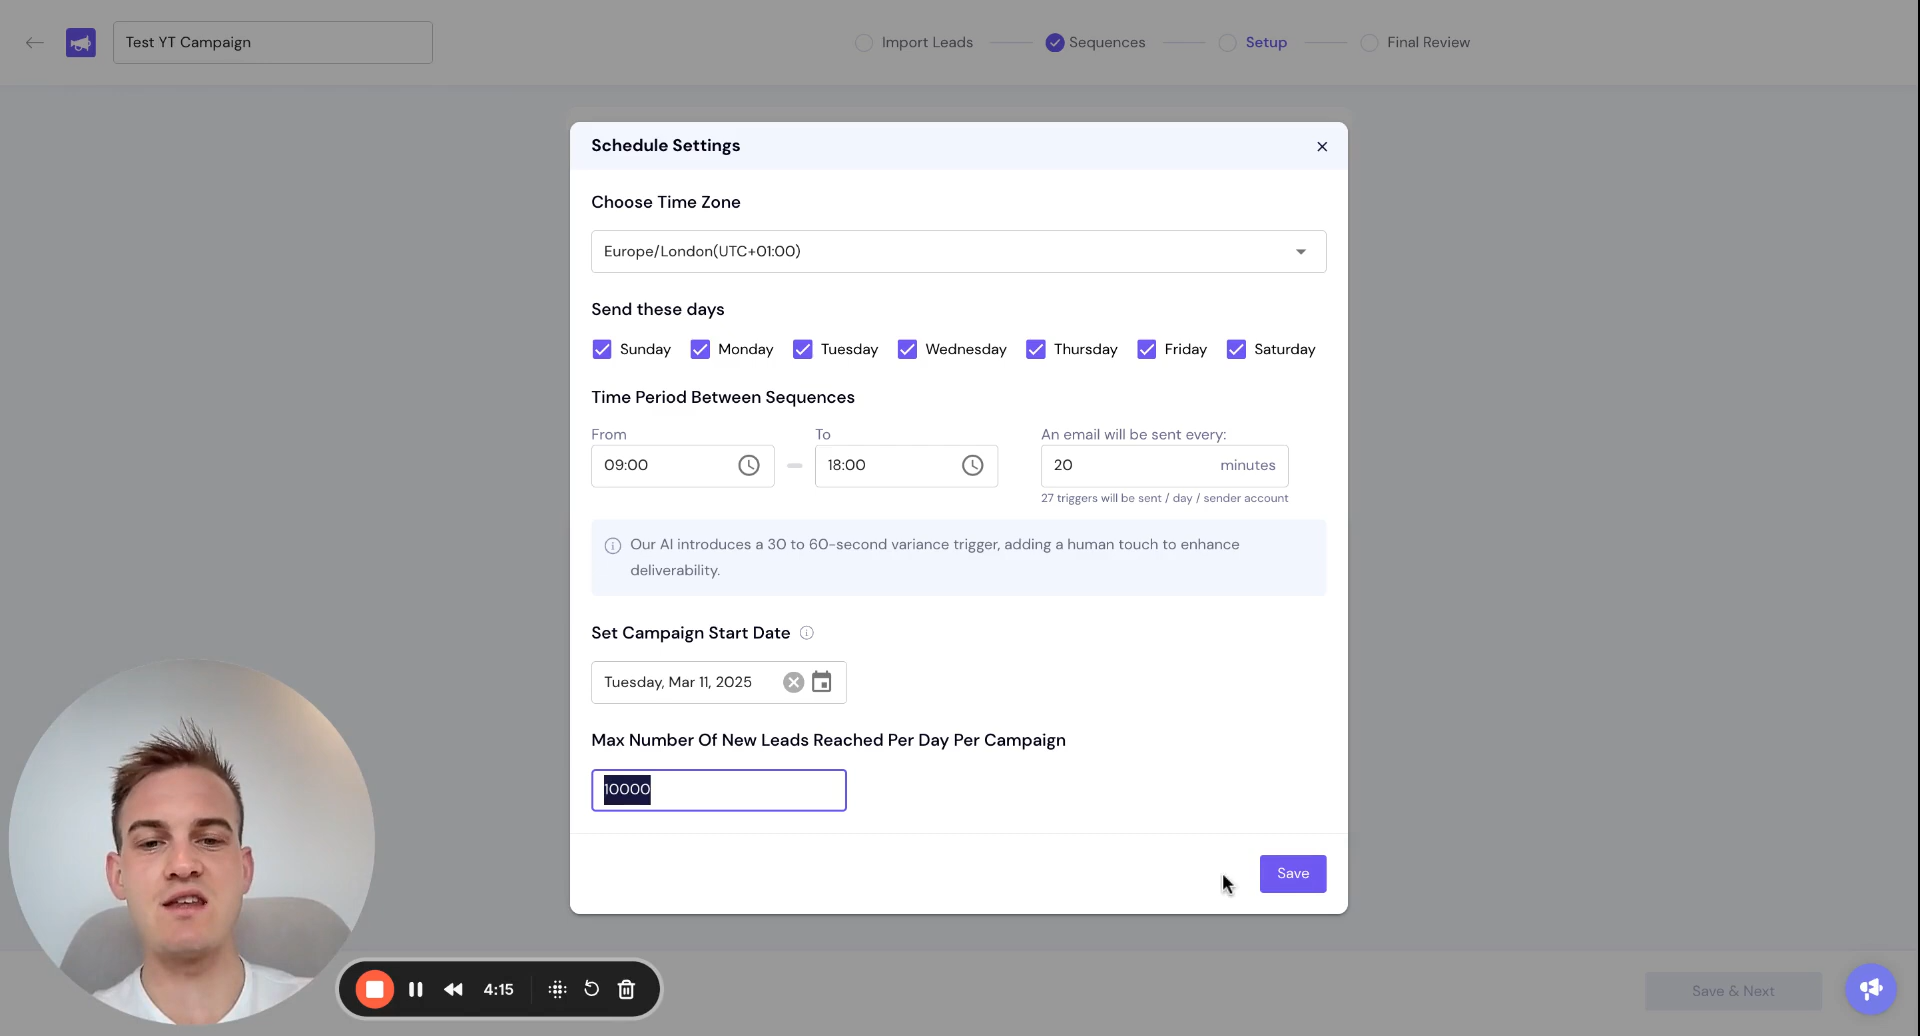 Test YT Campaign
Import Leads
Sequences
Setup
Final Review
Schedule Settings
Choose Time Zone
Europe/London(UTC+01:00)
Send these days
Sunday
Monday
Tuesday
Wednesday
Thursday
Friday
Saturday
Time Period Between Sequences
From
To
An email will be sent every:
09:00
18:00
20
minutes
27 triggers will be sent / day / sender account
Our AI introduces a 30 to 60-second variance trigger, adding a human touch to enhance
deliverability.
Set Campaign Start Date
Tuesday, Mar 11, 2025
Max Number Of New Leads Reached Per Day Per Campaign
10000
Save
4:15
Save & Next